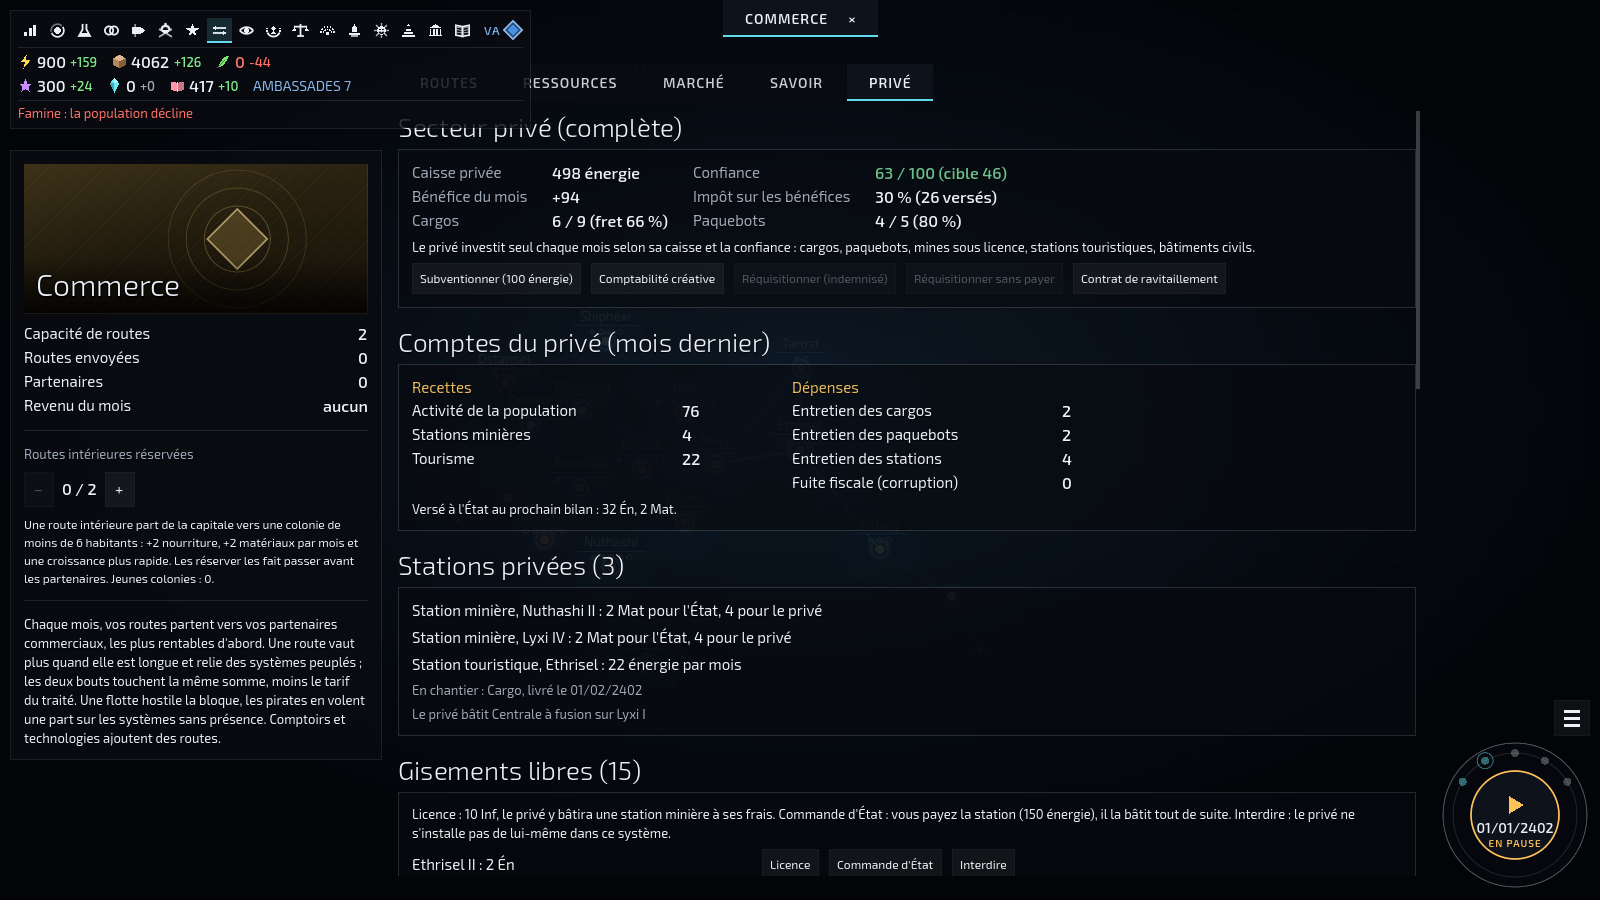 COMMERCE ×
VA
900 +159 4062 +126 0 -44
300 +24 0 +0 417 +10 AMBASSADES 7
Famine : la population décline
ROUTES RESSOURCES MARCHÉ SAVOIR PRIVÉ
Commerce
Capacité de routes 2
Routes envoyées 0
Partenaires 0
Revenu du mois aucun
Routes intérieures réservées
− 0 / 2 +
Une route intérieure part de la capitale vers une colonie de
moins de 6 habitants : +2 nourriture, +2 matériaux par mois et
une croissance plus rapide. Les réserver les fait passer avant
les partenaires. Jeunes colonies : 0.
Chaque mois, vos routes partent vers vos partenaires
commerciaux, les plus rentables d'abord. Une route vaut
plus quand elle est longue et relie des systèmes peuplés ;
les deux bouts touchent la même somme, moins le tarif
du traité. Une flotte hostile la bloque, les pirates en volent
une part sur les systèmes sans présence. Comptoirs et
technologies ajoutent des routes.
Secteur privé (complète)
Caisse privée 498 énergie Confiance 63 / 100 (cible 46)
Bénéfice du mois +94 Impôt sur les bénéfices 30 % (26 versés)
Cargos 6 / 9 (fret 66 %) Paquebots 4 / 5 (80 %)
Le privé investit seul chaque mois selon sa caisse et la confiance : cargos, paquebots, mines sous licence, stations touristiques, bâtiments civils.
Subventionner (100 énergie) Comptabilité créative Réquisitionner (indemnisé) Réquisitionner sans payer Contrat de ravitaillement
Shiphexi
Comptes du privé (mois dernier)
Tarost
Recettes Dépenses
Activité de la population 76 Entretien des cargos 2
Stations minières 4 Entretien des paquebots 2
Tourisme 22 Entretien des stations 4
Fuite fiscale (corruption) 0
Versé à l'État au prochain bilan : 32 Én, 2 Mat.
Nuthashi
Stations privées (3)
Station minière, Nuthashi II : 2 Mat pour l'État, 4 pour le privé
Station minière, Lyxi IV : 2 Mat pour l'État, 4 pour le privé
Station touristique, Ethrisel : 22 énergie par mois
En chantier : Cargo, livré le 01/02/2402
Le privé bâtit Centrale à fusion sur Lyxi I
Gisements libres (15)
Licence : 10 Inf, le privé y bâtira une station minière à ses frais. Commande d'État : vous payez la station (150 énergie), il la bâtit tout de suite. Interdire : le privé ne
s'installe pas de lui-même dans ce système.
Ethrisel II : 2 Én Licence Commande d'État Interdire
01/01/2402
EN PAUSE